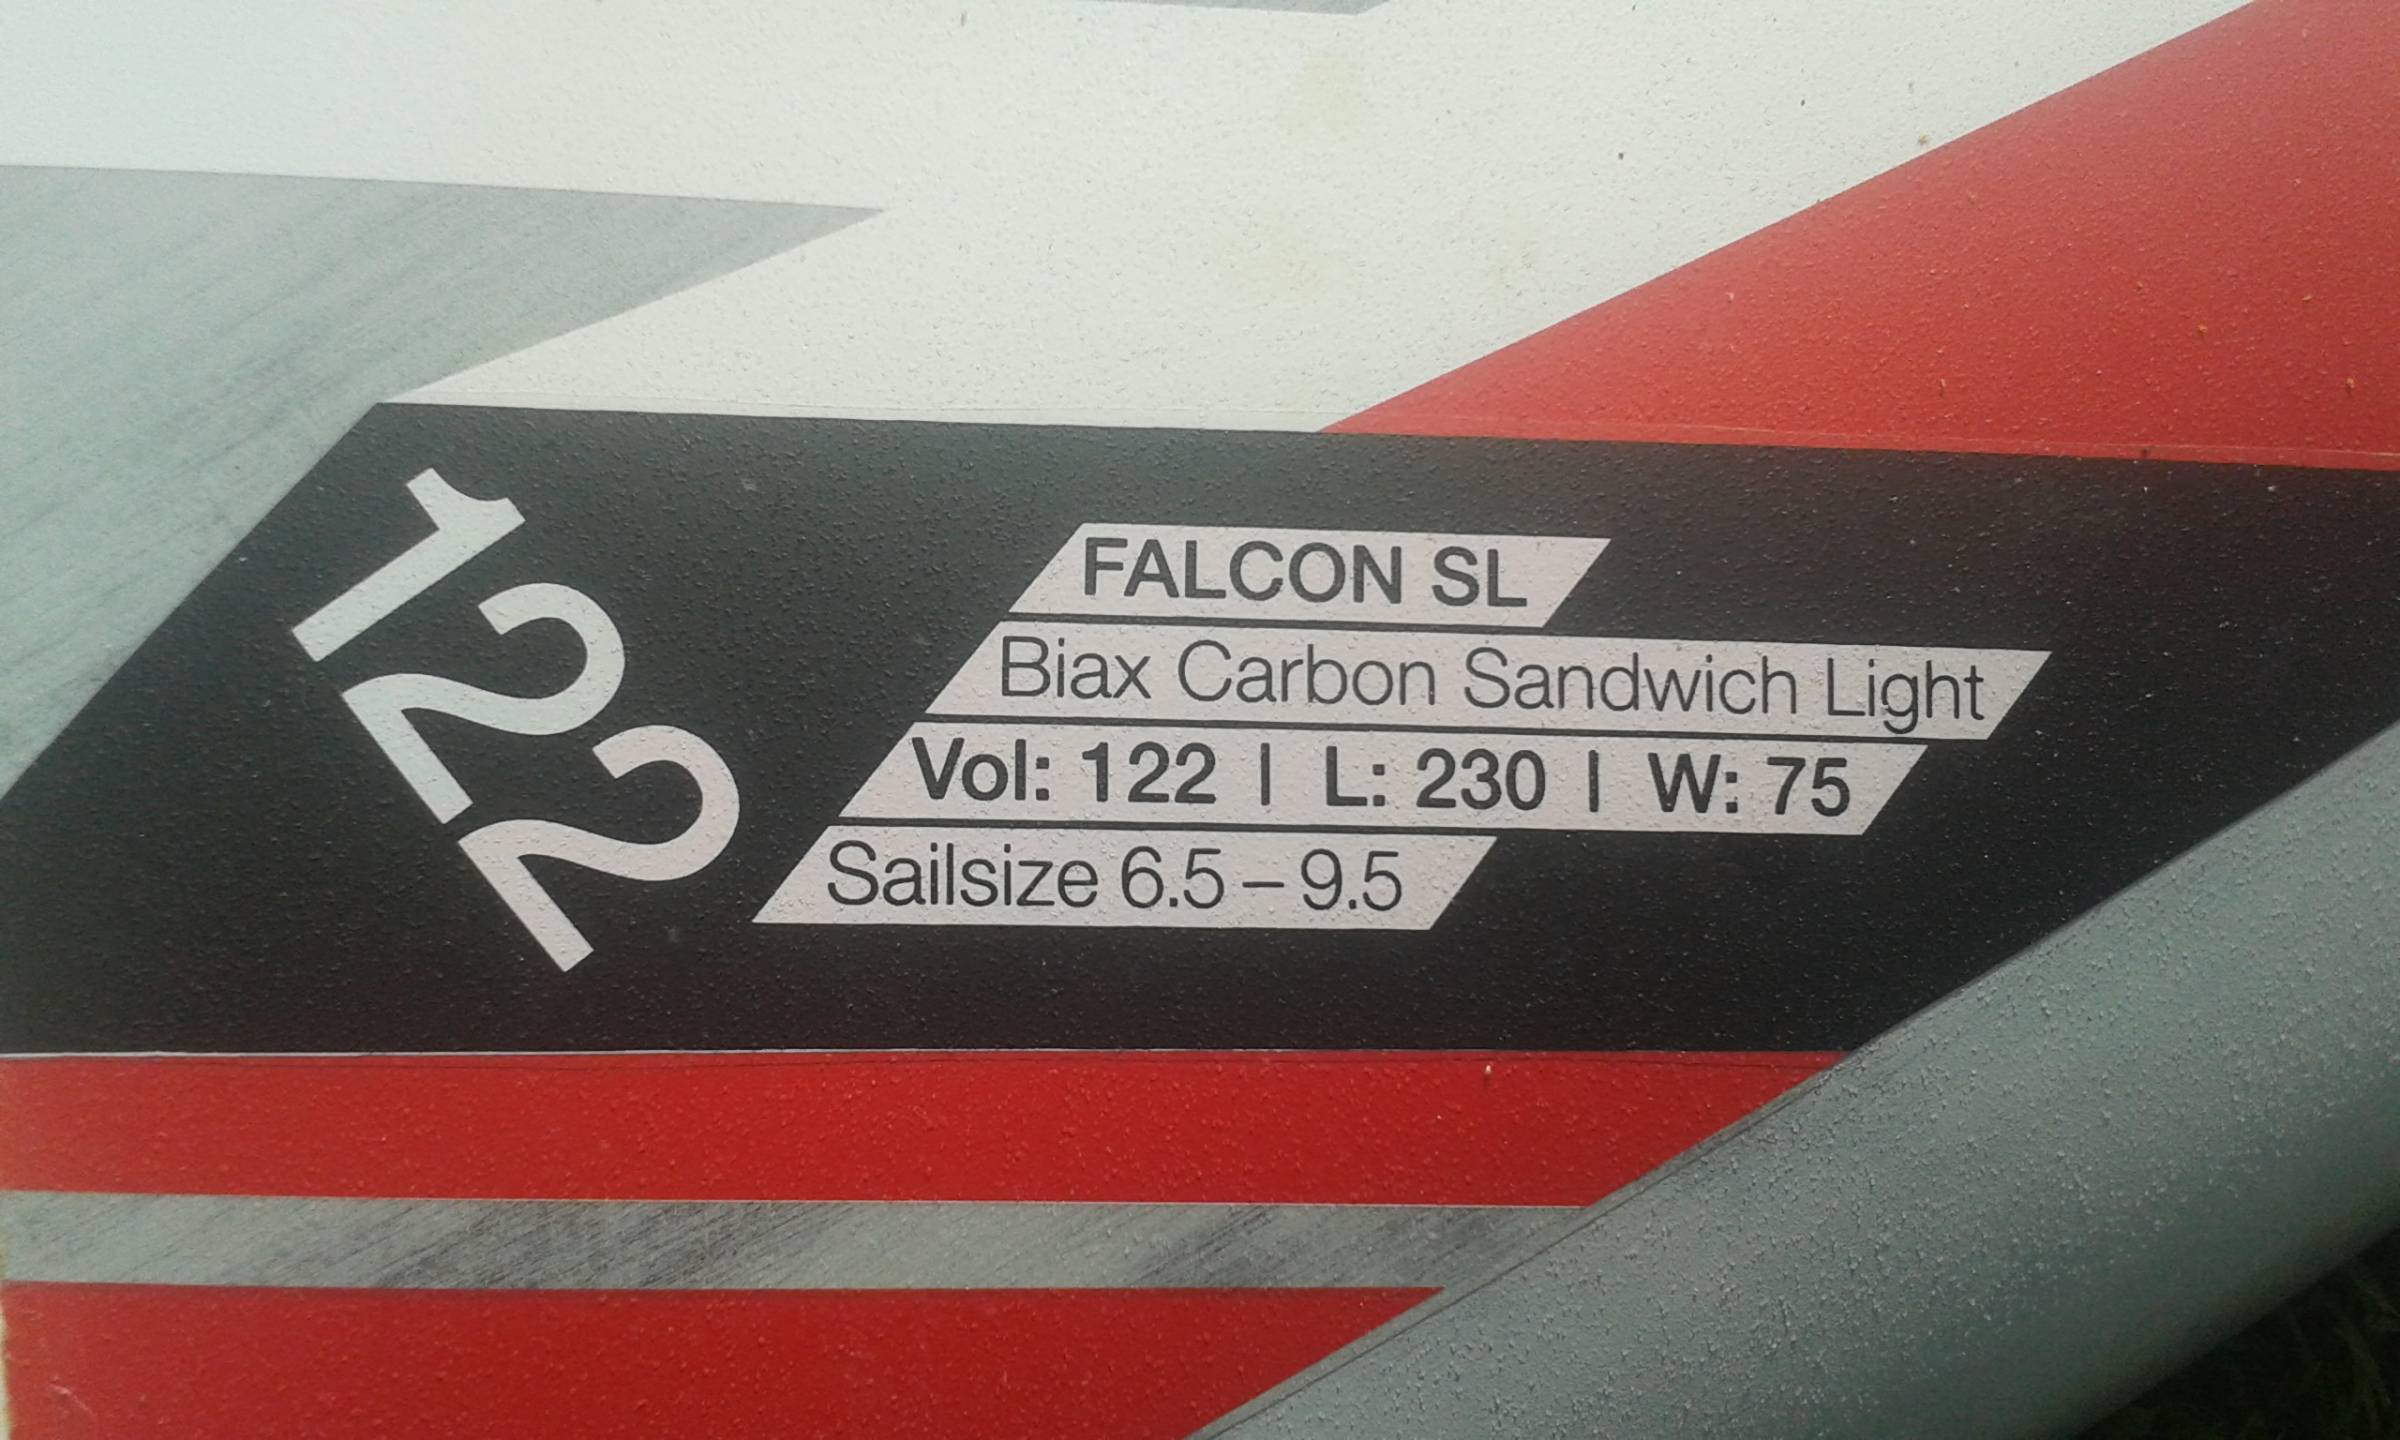 122
FALCON SL
Biax Carbon Sandwich Light
Vol: 122 | L: 230 | W: 75
Sailsize 6.5 – 9.5